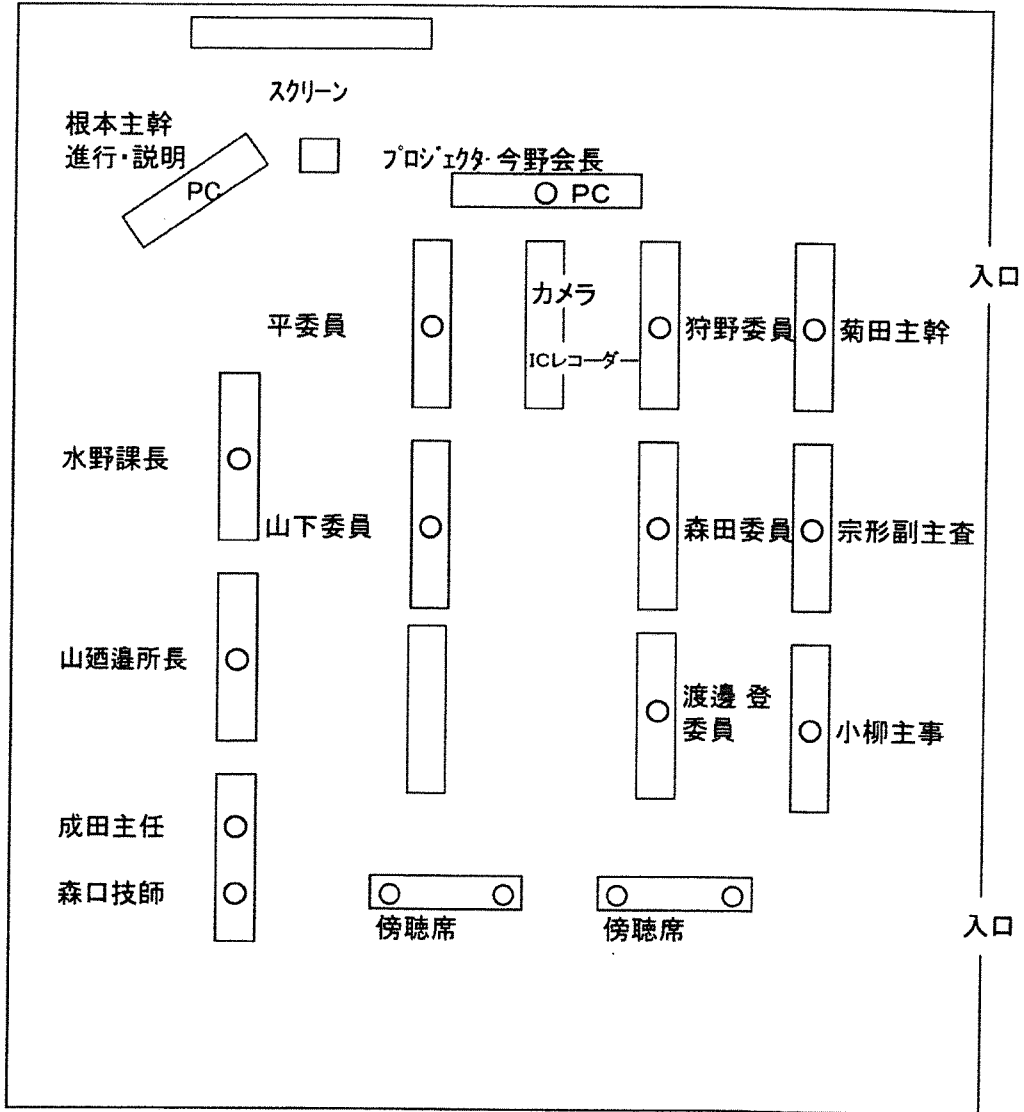 スクリーン
根本主幹
進行・説明
PC
プロジェクター 今野会長
PC
入口
カメラ
平委員
ICレコーダー
狩野委員
菊田主幹
水野課長
山下委員
森田委員
宗形副主査
山廼邉所長
渡邊 登
委員
小柳主事
成田主任
森口技師
傍聴席
傍聴席
入口